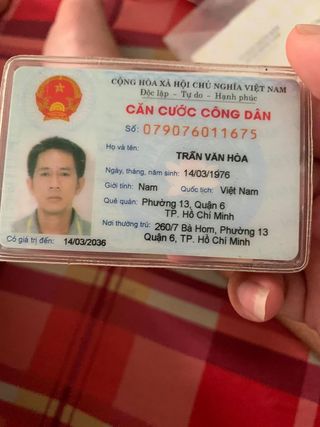 CỘNG HÒA XÃ HỘI CHỦ NGHĨA VIỆT NAM
Độc lập - Tự do - Hạnh phúc
CĂN CƯỚC CÔNG DÂN
Số: 079076011675
Họ và tên:
TRẦN VĂN HÒA
Ngày, tháng, năm sinh: 14/03/1976
Giới tính: Nam Quốc tịch: Việt Nam
Quê quán: Phường 13, Quận 6
TP. Hồ Chí Minh
Nơi thường trú: 260/7 Bà Hom, Phường 13
Quận 6, TP. Hồ Chí Minh
Có giá trị đến: 14/03/2036